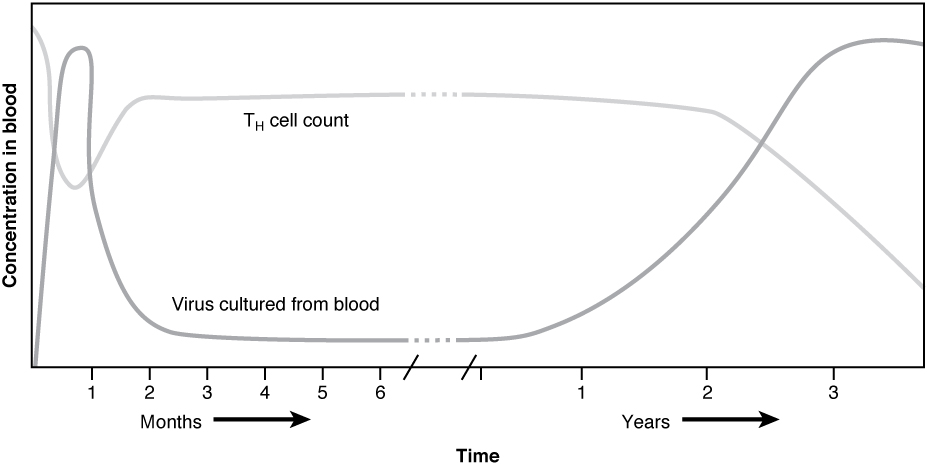 Concentration in blood
T_H cell count
Virus cultured from blood
1 2 3 4 5 6 1 2 3
Months Years
Time